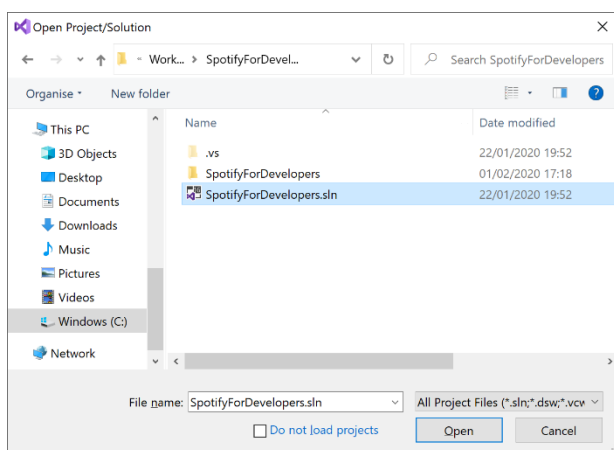 Open Project/Solution
Work... > SpotifyForDevel...
Search SpotifyForDevelopers
Organise
New folder
Name
Date modified
This PC
3D Objects
Desktop
Documents
Downloads
Music
Pictures
Videos
Windows (C:)
Network
.vs
22/01/2020 19:52
SpotifyForDevelopers
01/02/2020 17:18
SpotifyForDevelopers.sln
22/01/2020 19:52
File name: SpotifyForDevelopers.sln
All Project Files (*.sln;*.dsw;*.vcw
Do not load projects
Open
Cancel